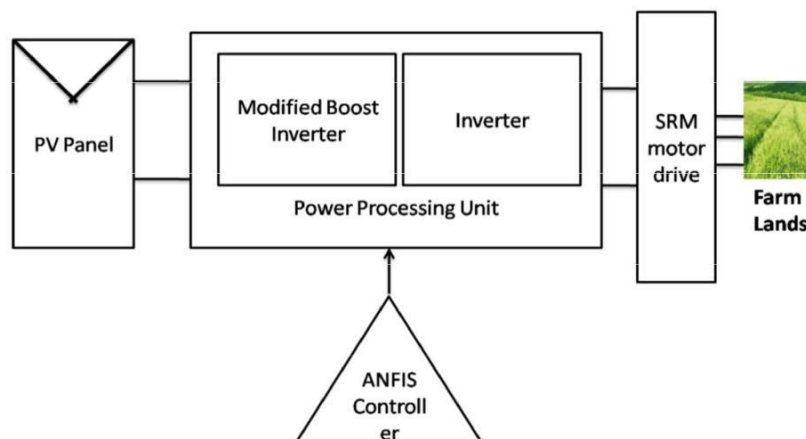 PV Panel
Modified Boost
Inverter
Inverter
Power Processing Unit
SRM
motor
drive
Farm
Lands
ANFIS
Controll
er